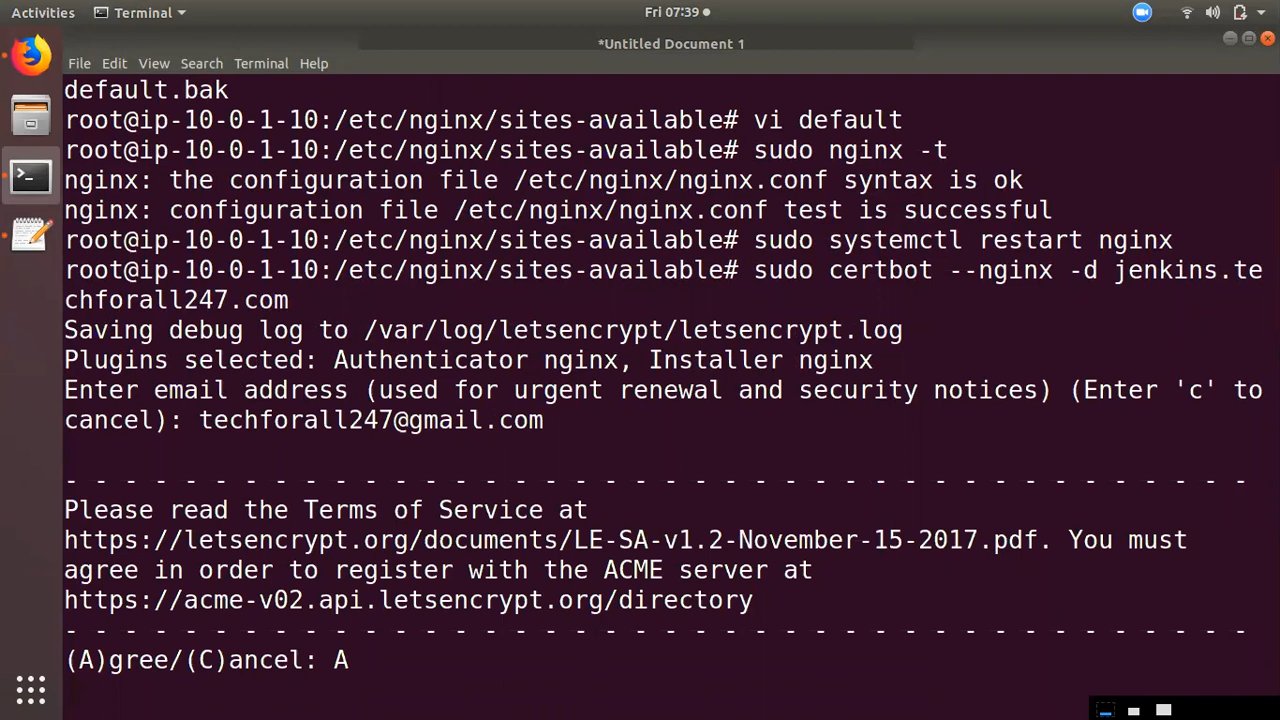 Activities Terminal Fri 07:39
*Untitled Document 1
File Edit View Search Terminal Help
default.bak
root@ip-10-0-1-10:/etc/nginx/sites-available# vi default
root@ip-10-0-1-10:/etc/nginx/sites-available# sudo nginx -t
nginx: the configuration file /etc/nginx/nginx.conf syntax is ok
nginx: configuration file /etc/nginx/nginx.conf test is successful
root@ip-10-0-1-10:/etc/nginx/sites-available# sudo systemctl restart nginx
root@ip-10-0-1-10:/etc/nginx/sites-available# sudo certbot --nginx -d jenkins.te
chforall247.com
Saving debug log to /var/log/letsencrypt/letsencrypt.log
Plugins selected: Authenticator nginx, Installer nginx
Enter email address (used for urgent renewal and security notices) (Enter 'c' to
cancel): techforall247@gmail.com
- - - - - - - - - - - - - - - - - - - - - - - - - - - - - - - - - - - - - - - -
Please read the Terms of Service at
https://letsencrypt.org/documents/LE-SA-v1.2-November-15-2017.pdf. You must
agree in order to register with the ACME server at
https://acme-v02.api.letsencrypt.org/directory
- - - - - - - - - - - - - - - - - - - - - - - - - - - - - - - - - - - - - - - -
(A)gree/(C)ancel: A